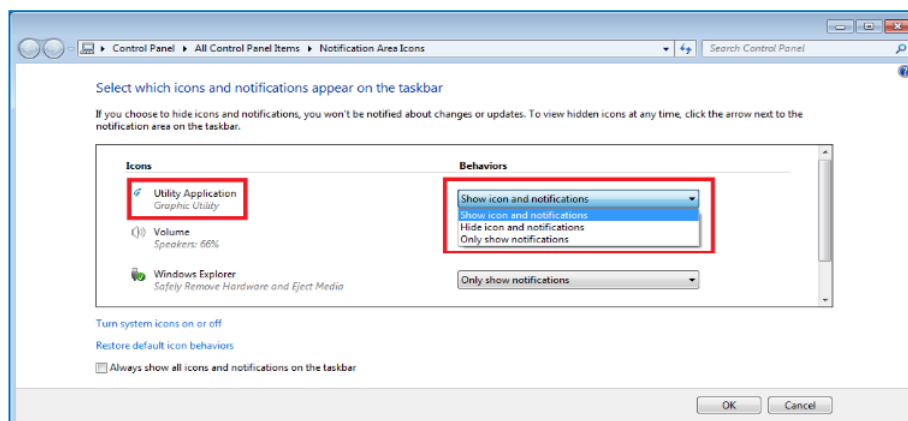 Control Panel ▸ All Control Panel Items ▸ Notification Area Icons
Search Control Panel
Select which icons and notifications appear on the taskbar
If you choose to hide icons and notifications, you won't be notified about changes or updates. To view hidden icons at any time, click the arrow next to the
notification area on the taskbar.
Icons Behaviors
Utility Application
Graphic Utility
Show icon and notifications
Show icon and notifications
Hide icon and notifications
Only show notifications
Volume
Speakers: 66%
Windows Explorer
Safely Remove Hardware and Eject Media
Only show notifications
Turn system icons on or off
Restore default icon behaviors
Always show all icons and notifications on the taskbar
OK Cancel